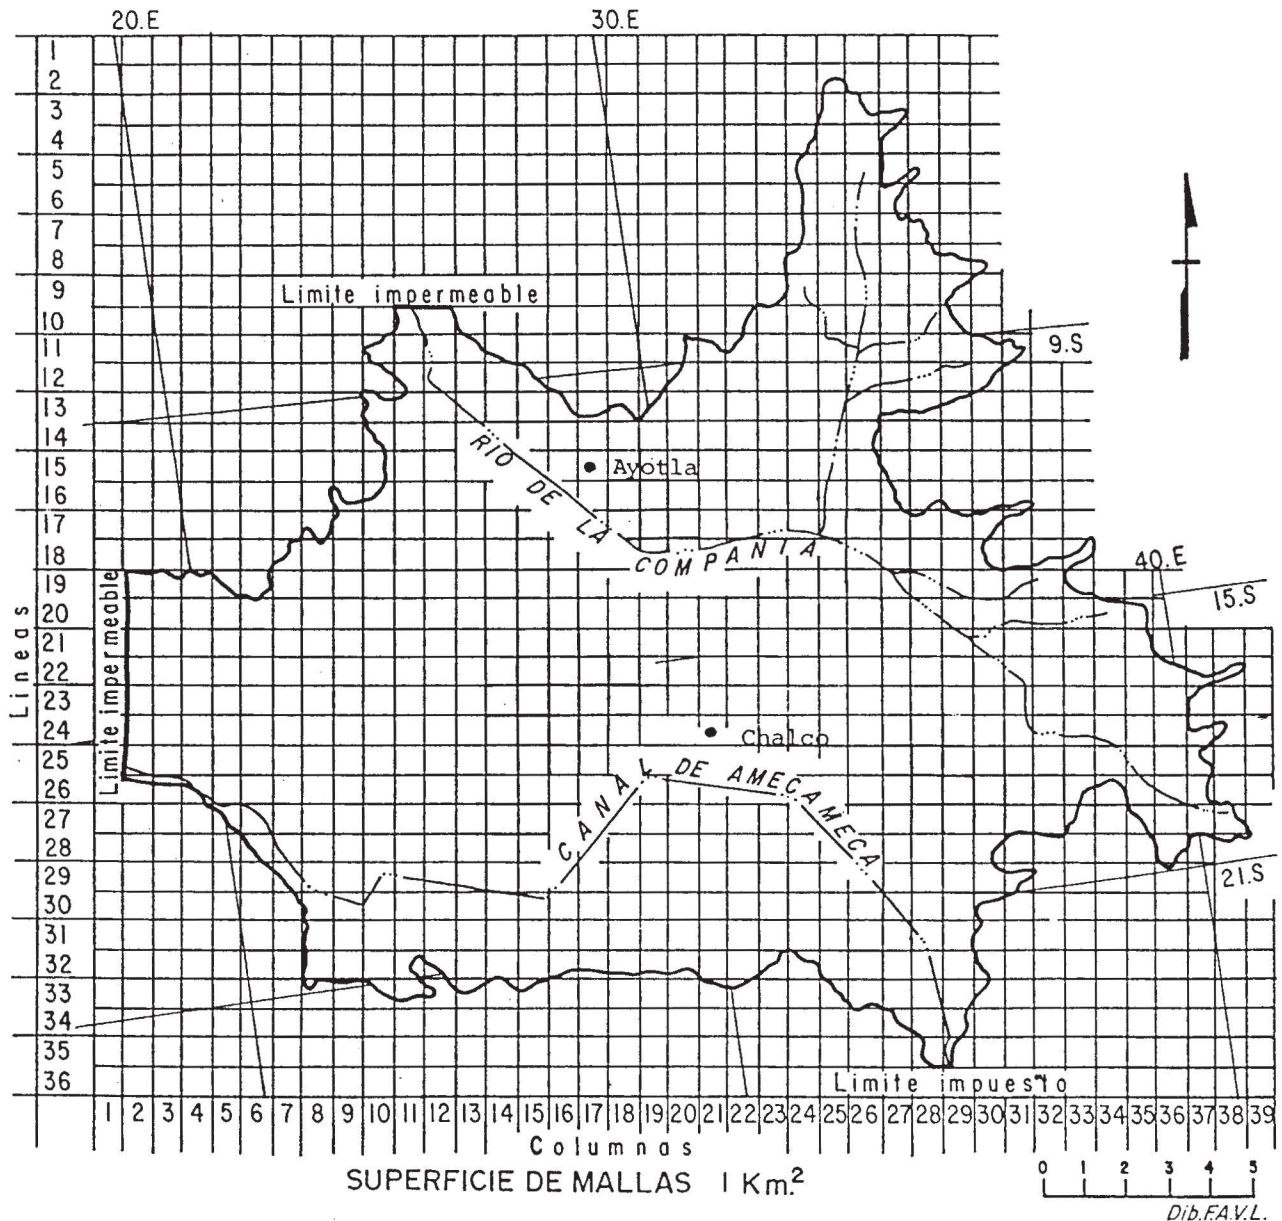 20.E 30.E
1
2
3
4
5
6
7
8
9
10
11
12
13
14
15
16
17
18
19
20
21
22
23
24
25
26
27
28
29
30
31
32
33
34
35
36
Lineas
Limite impermeable
9.S
RIO DE LA COMPANIA
Ayotla
40.E
15.S
Limite impermeable
Chalco
CANAL DE AMECAMECA
21.S
Limite impuesto
1 2 3 4 5 6 7 8 9 10 11 12 13 14 15 16 17 18 19 20 21 22 23 24 25 26 27 28 29 30 31 32 33 34 35 36 37 38 39
Columnas
SUPERFICIE DE MALLAS 1 Km.²
0 1 2 3 4 5
Dib.F.A.V.L.